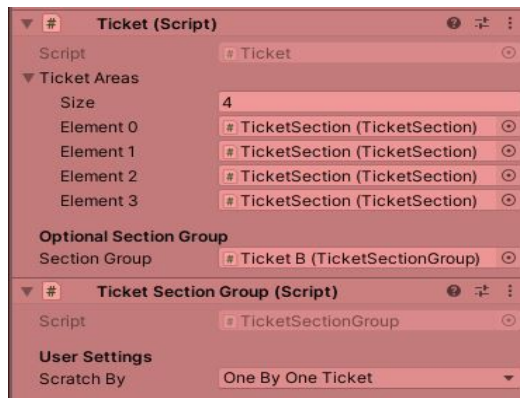 # Ticket (Script)
Script # Ticket
Ticket Areas
Size 4
Element 0 # TicketSection (TicketSection)
Element 1 # TicketSection (TicketSection)
Element 2 # TicketSection (TicketSection)
Element 3 # TicketSection (TicketSection)
Optional Section Group
Section Group # Ticket B (TicketSectionGroup)
# Ticket Section Group (Script)
Script # TicketSectionGroup
User Settings
Scratch By One By One Ticket